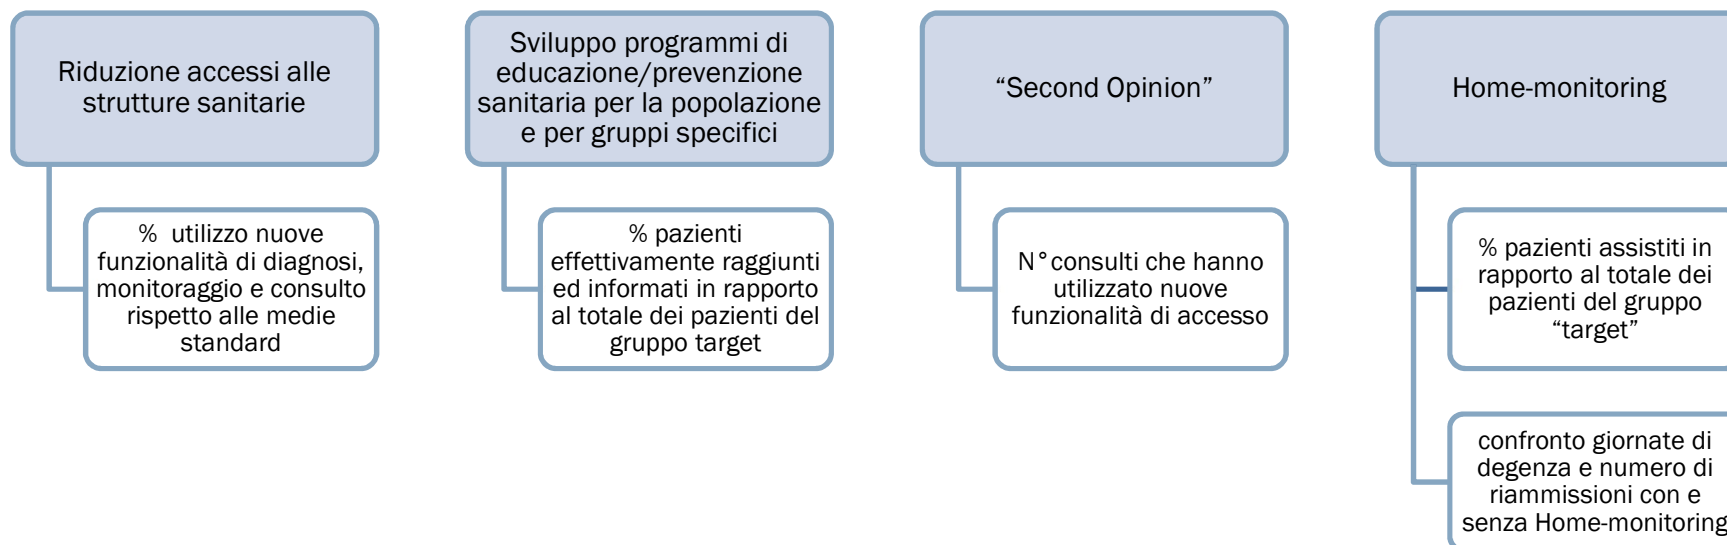 Riduzione accessi alle
strutture sanitarie
% utilizzo nuove
funzionalità di diagnosi,
monitoraggio e consulto
rispetto alle medie
standard
Sviluppo programmi di
educazione/prevenzione
sanitaria per la popolazione
e per gruppi specifici
% pazienti
effettivamente raggiunti
ed informati in rapporto
al totale dei pazienti del
gruppo target
“Second Opinion”
N° consulti che hanno
utilizzato nuove
funzionalità di accesso
Home-monitoring
% pazienti assistiti in
rapporto al totale dei
pazienti del gruppo
“target”
confronto giornate di
degenza e numero di
riammissioni con e
senza Home-monitoring